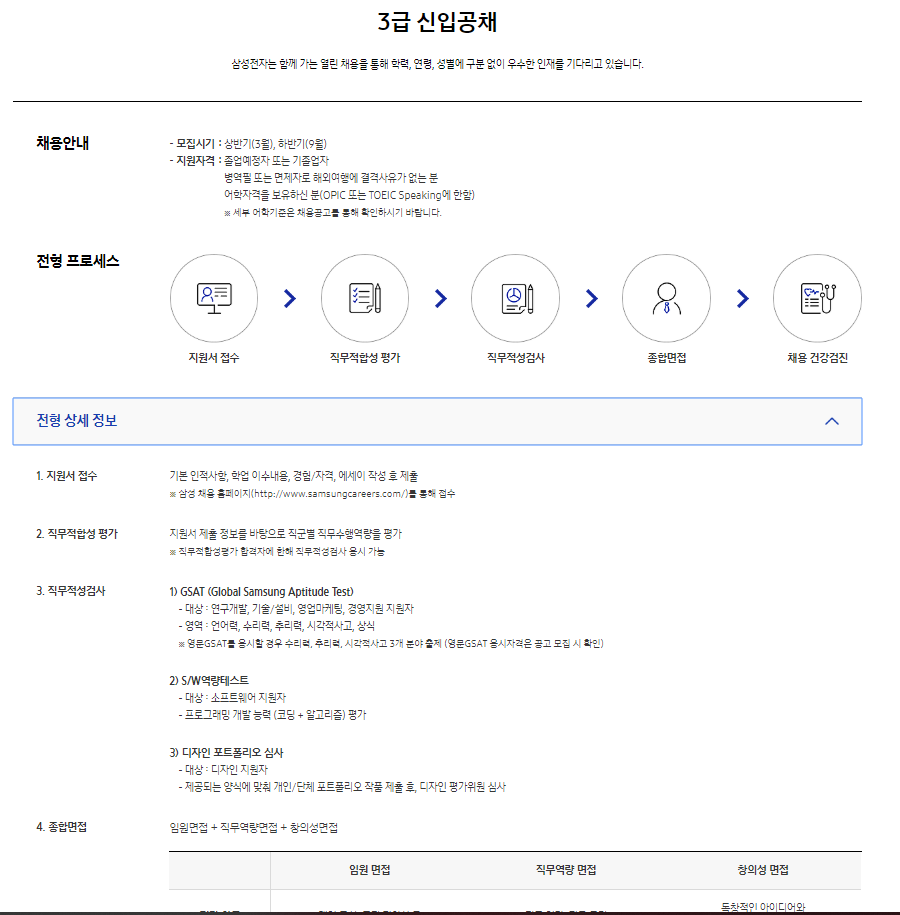 3급 신입공채
삼성전자는 함께 가는 열린 채용을 통해 학력, 연령, 성별에 구분 없이 우수한 인재를 기다리고 있습니다.
채용안내
- 모집시기 : 상반기(3월), 하반기(9월)
- 지원자격 : 졸업예정자 또는 기졸업자
병역필 또는 면제자로 해외여행에 결격사유가 없는 분
어학자격을 보유하신 분(OPIC 또는 TOEIC Speaking에 한함)
※ 세부 어학기준은 채용공고를 통해 확인하시기 바랍니다.
전형 프로세스
지원서 접수
직무적합성 평가
직무적성검사
종합면접
채용 건강검진
전형 상세 정보
1. 지원서 접수
기본 인적사항, 학업 이수내용, 경험/자격, 에세이 작성 후 제출
※ 삼성 채용 홈페이지(http://www.samsungcareers.com/)를 통해 접수
2. 직무적합성 평가
지원서 제출 정보를 바탕으로 직군별 직무수행역량을 평가
※ 직무적합성평가 합격자에 한해 직무적성검사 응시 가능
3. 직무적성검사
1) GSAT (Global Samsung Aptitude Test)
- 대상 : 연구개발, 기술/설비, 영업마케팅, 경영지원 지원자
- 영역 : 언어력, 수리력, 추리력, 시각적사고, 상식
※ 영문GSAT를 응시할 경우 수리력, 추리력, 시각적사고 3개 분야 출제 (영문GSAT 응시자격은 공고 모집 시 확인)
2) S/W역량테스트
- 대상 : 소프트웨어 지원자
- 프로그래밍 개발 능력 (코딩 + 알고리즘) 평가
3) 디자인 포트폴리오 심사
- 대상 : 디자인 지원자
- 제공되는 양식에 맞춰 개인/단체 포트폴리오 작품 제출 후, 디자인 평가위원 심사
4. 종합면접
임원면접 + 직무역량면접 + 창의성면접
임원 면접
직무역량 면접
창의성 면접
독창적인 아이디어와